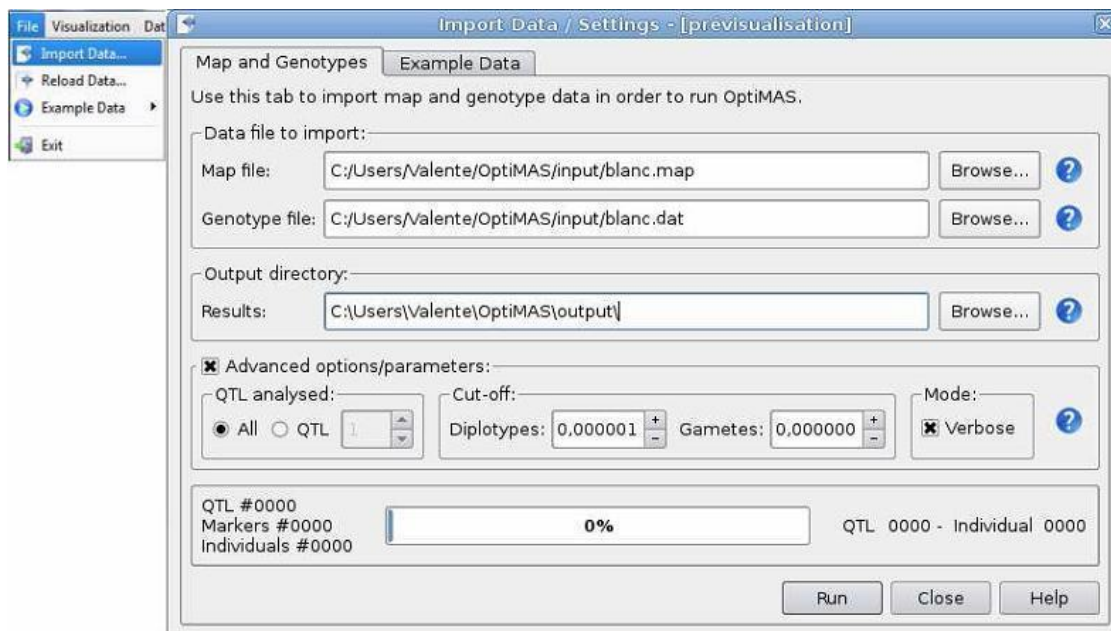 File Visualization Dat
Import Data...
Reload Data...
Example Data
Exit
Import Data / Settings - [prévisualisation]
Map and Genotypes Example Data
Use this tab to import map and genotype data in order to run OptiMAS.
Data file to import:
Map file: C:/Users/Valente/OptiMAS/input/blanc.map Browse... ?
Genotype file: C:/Users/Valente/OptiMAS/input/blanc.dat Browse... ?
Output directory:
Results: C:\Users\Valente\OptiMAS\output\ Browse... ?
Advanced options/parameters:
QTL analysed: Cut-off: Mode:
All QTL 1 Diplotypes: 0,000001 + - Gametes: 0,000000 + - Verbose ?
QTL #0000
Markers #0000
Individuals #0000
0% QTL 0000 - Individual 0000
Run Close Help